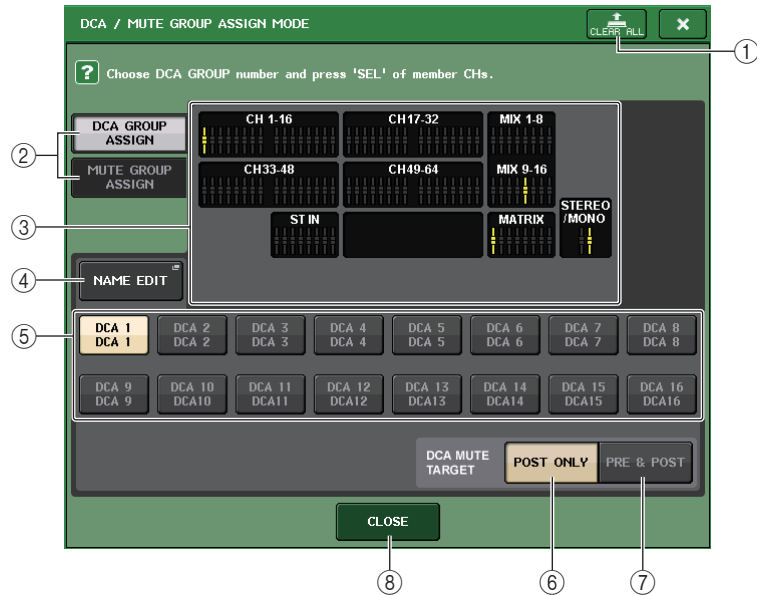 DCA / MUTE GROUP ASSIGN MODE
CLEAR ALL
①
? Choose DCA GROUP number and press 'SEL' of member CHs.
②
DCA GROUP
ASSIGN
MUTE GROUP
ASSIGN
③
CH 1-16
CH17-32
MIX 1-8
CH33-48
CH49-64
MIX 9-16
ST IN
MATRIX
STEREO
/MONO
④
NAME EDIT
⑤
DCA 1
DCA 1
DCA 2
DCA 2
DCA 3
DCA 3
DCA 4
DCA 4
DCA 5
DCA 5
DCA 6
DCA 6
DCA 7
DCA 7
DCA 8
DCA 8
DCA 9
DCA 9
DCA 10
DCA10
DCA 11
DCA11
DCA 12
DCA12
DCA 13
DCA13
DCA 14
DCA14
DCA 15
DCA15
DCA 16
DCA16
DCA MUTE
TARGET
POST ONLY
PRE & POST
CLOSE
⑧
⑥
⑦